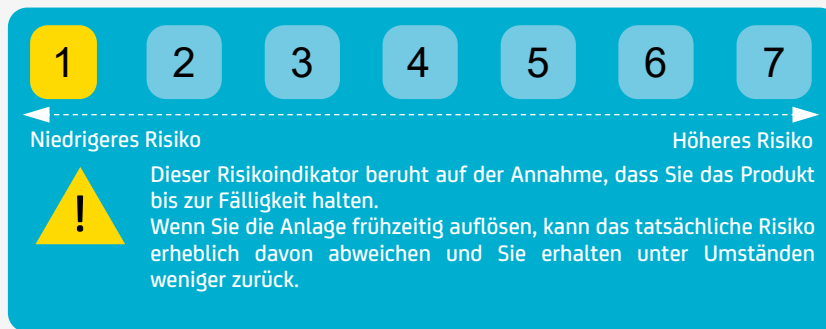 1 2 3 4 5 6 7
Niedrigeres Risiko Höheres Risiko
!
Dieser Risikoindikator beruht auf der Annahme, dass Sie das Produkt
bis zur Fälligkeit halten.
Wenn Sie die Anlage frühzeitig auflösen, kann das tatsächliche Risiko
erheblich davon abweichen und Sie erhalten unter Umständen
weniger zurück.